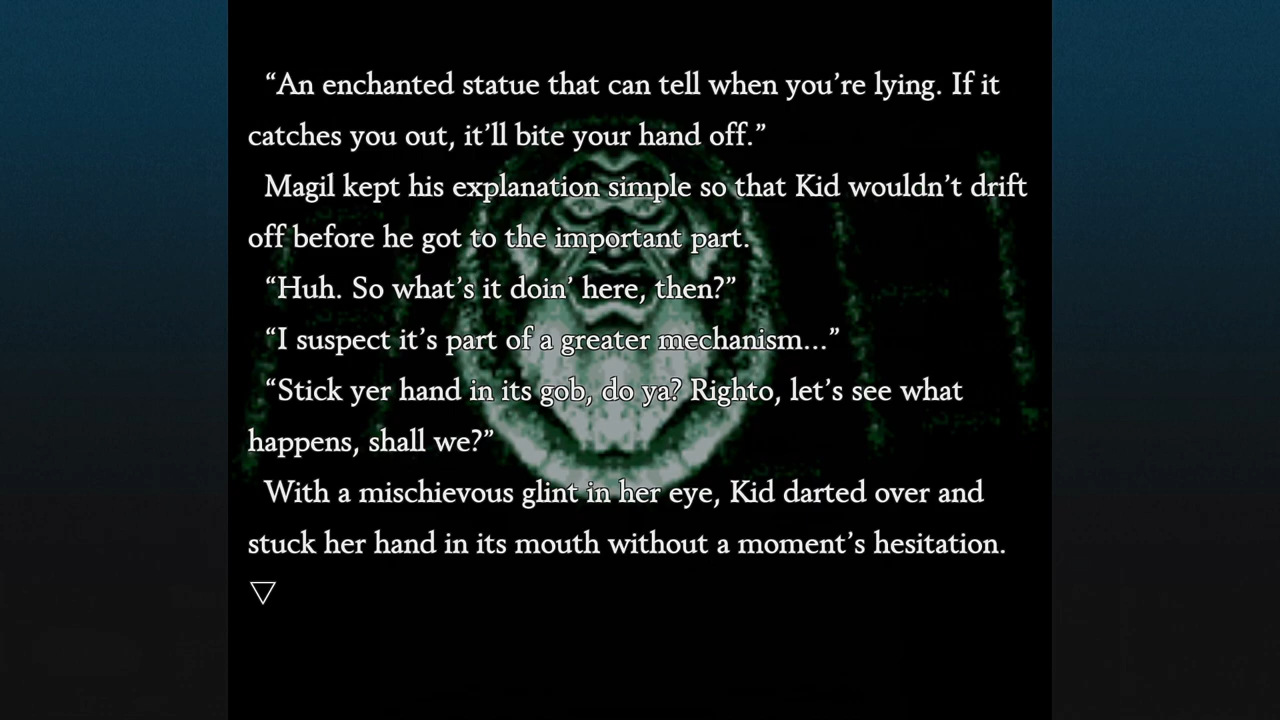 “An enchanted statue that can tell when you’re lying. If it
catches you out, it’ll bite your hand off.”
Magil kept his explanation simple so that Kid wouldn’t drift
off before he got to the important part.
“Huh. So what’s it doin’ here, then?”
“I suspect it’s part of a greater mechanism...”
“Stick yer hand in its gob, do ya? Righto, let’s see what
happens, shall we?”
With a mischievous glint in her eye, Kid darted over and
stuck her hand in its mouth without a moment’s hesitation.